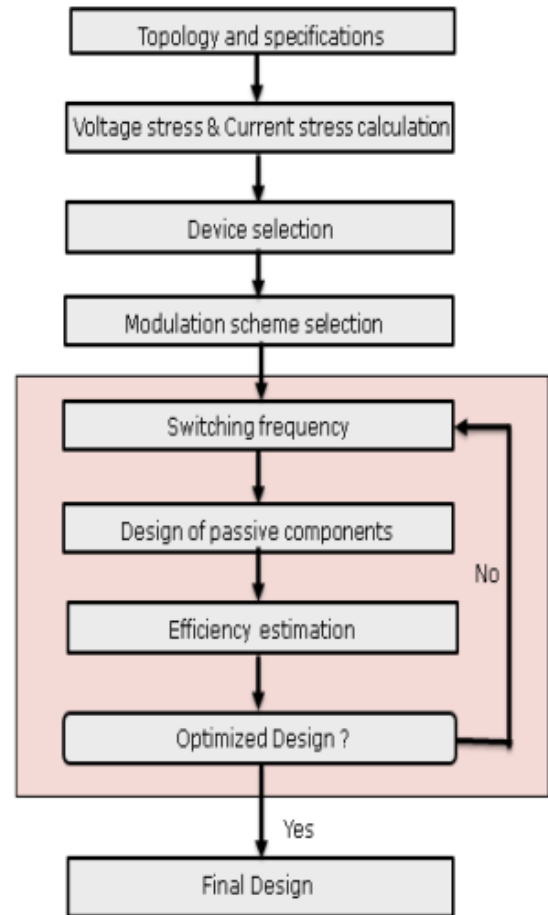 Topology and specifications
Voltage stress & Current stress calculation
Device selection
Modulation scheme selection
Switching frequency
Design of passive components
No
Efficiency estimation
Optimized Design ?
Yes
Final Design